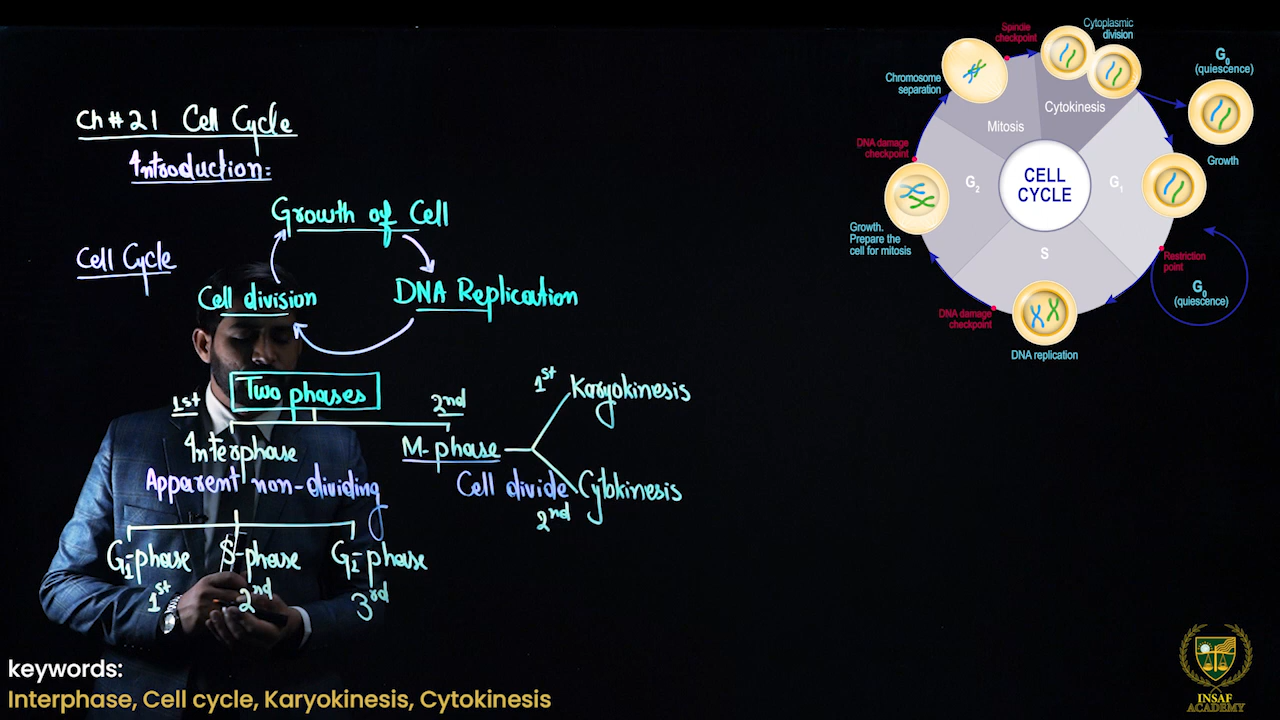 Ch # 21 Cell Cycle
Introduction:
Growth of Cell
Cell Cycle
Cell division
DNA Replication
Two phases
1st
2nd
Interphase
M-phase
1st Karyokinesis
Apparent non-dividing
Cell divide
Cytokinesis
2nd
G1-phase
S-phase
G2-phase
1st
2nd
3rd
Spindle
checkpoint
Cytoplasmic
division
G0
(quiescence)
Chromosome
separation
Cytokinesis
Mitosis
DNA damage
checkpoint
Growth
G2
CELL
CYCLE
G1
Growth.
Prepare the
cell for mitosis
S
Restriction
point
G0
(quiescence)
DNA damage
checkpoint
DNA replication
keywords:
Interphase, Cell cycle, Karyokinesis, Cytokinesis
INSAF
ACADEMY